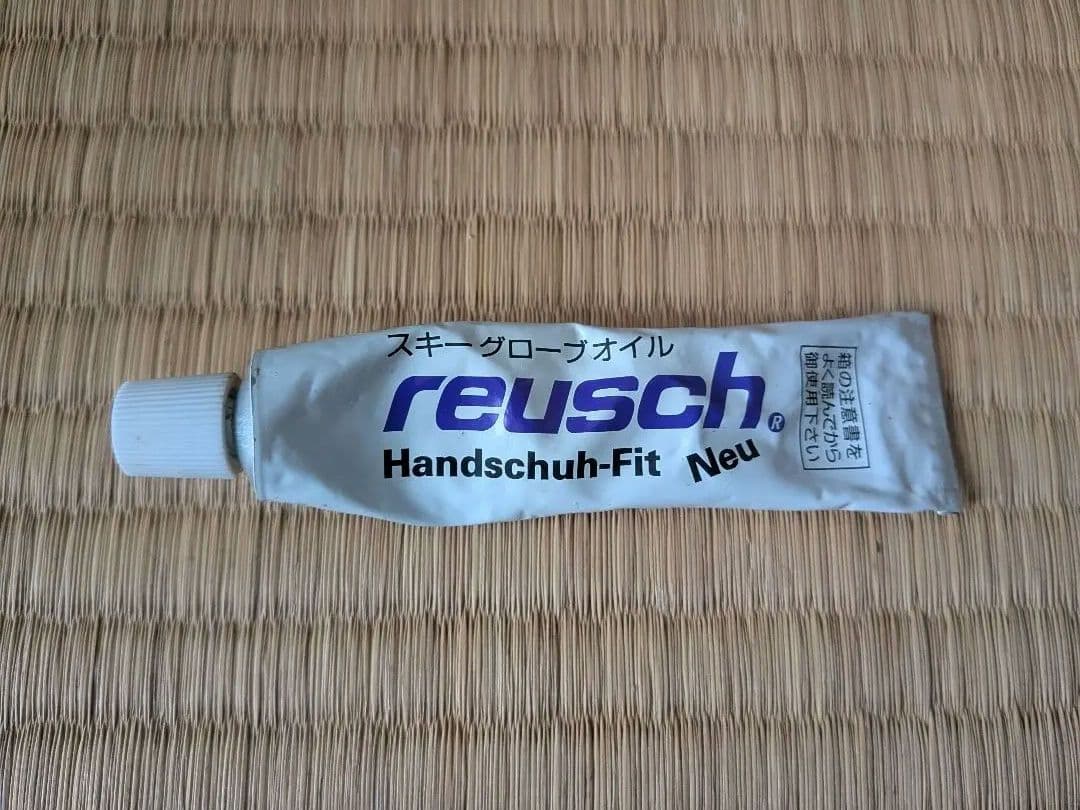 スキーグローブオイル
reusch®
Handschuh-Fit Neu
箱の注意書を
よく読んでから
御使用下さい